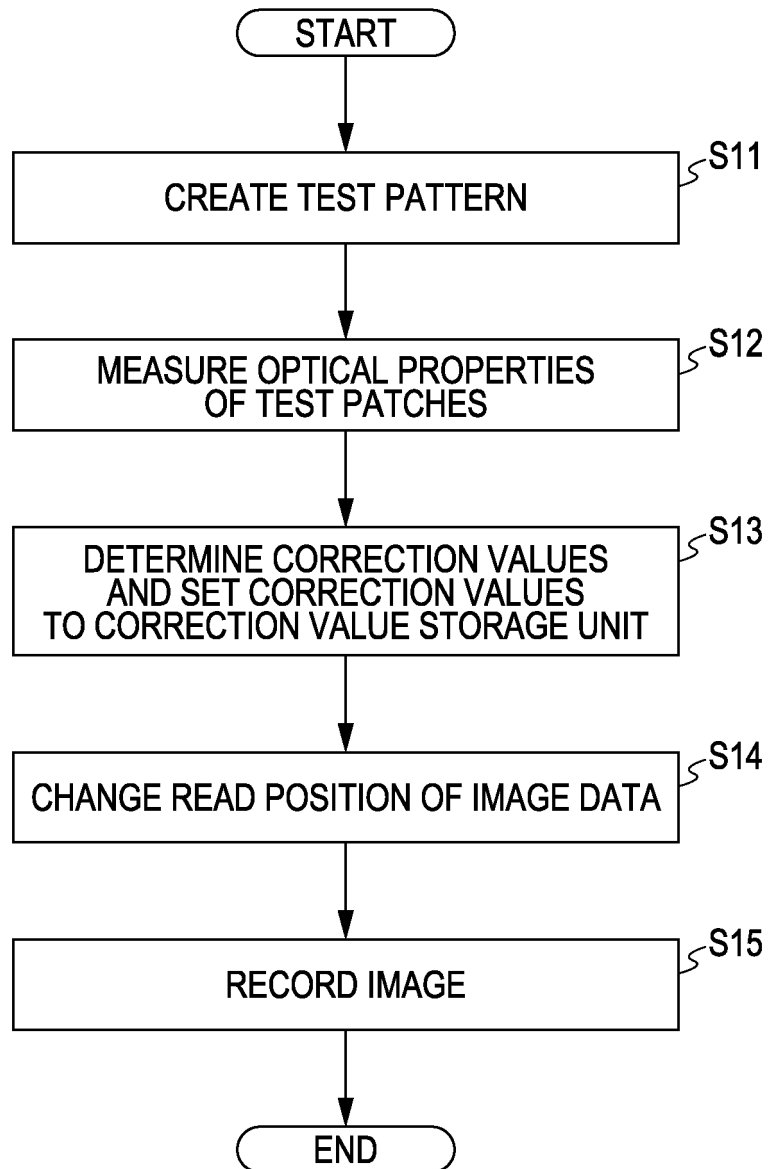 START
S11
CREATE TEST PATTERN
S12
MEASURE OPTICAL PROPERTIES
OF TEST PATCHES
S13
DETERMINE CORRECTION VALUES
AND SET CORRECTION VALUES
TO CORRECTION VALUE STORAGE UNIT
S14
CHANGE READ POSITION OF IMAGE DATA
S15
RECORD IMAGE
END